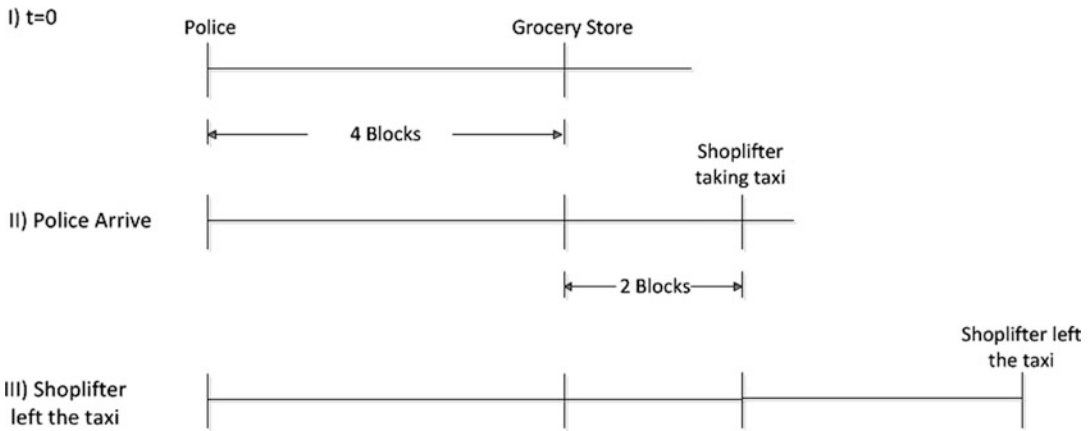 I) t=0
Police
Grocery Store
4 Blocks
Shoplifter
taking taxi
II) Police Arrive
2 Blocks
Shoplifter left
the taxi
III) Shoplifter
left the taxi